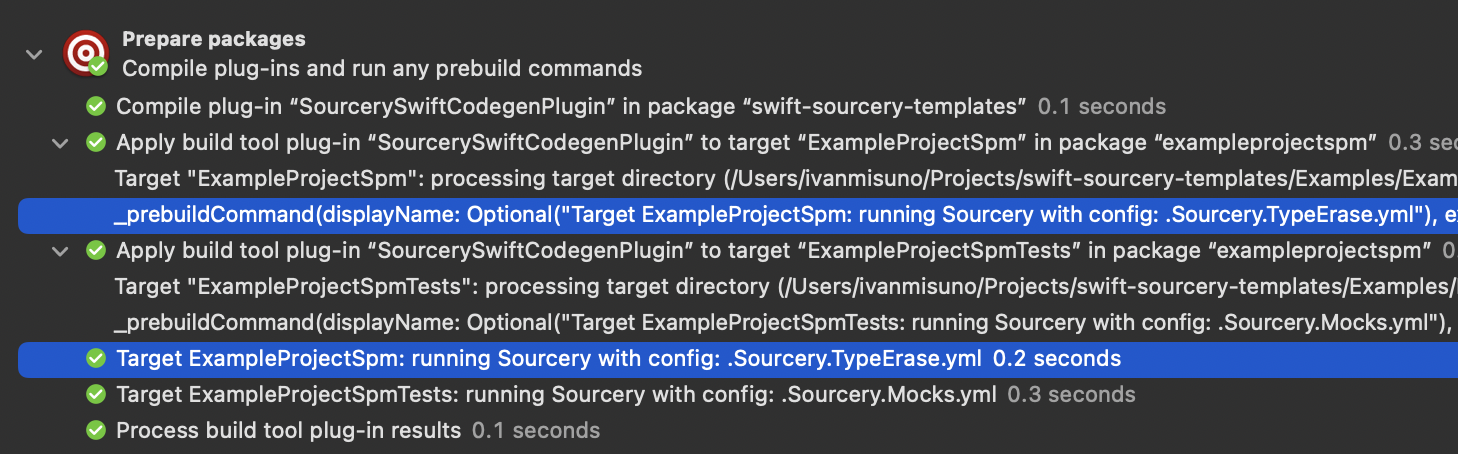 Prepare packages
Compile plug-ins and run any prebuild commands
Compile plug-in “SourcerySwiftCodegenPlugin” in package “swift-sourcery-templates” 0.1 seconds
Apply build tool plug-in “SourcerySwiftCodegenPlugin” to target “ExampleProjectSpm” in package “exampleprojectspm” 0.3 sec
Target "ExampleProjectSpm": processing target directory (/Users/ivanmisuno/Projects/swift-sourcery-templates/Examples/Exam
_prebuildCommand(displayName: Optional("Target ExampleProjectSpm: running Sourcery with config: .Sourcery.TypeErase.yml"), e
Apply build tool plug-in “SourcerySwiftCodegenPlugin” to target “ExampleProjectSpmTests” in package “exampleprojectspm” 0.
Target "ExampleProjectSpmTests": processing target directory (/Users/ivanmisuno/Projects/swift-sourcery-templates/Examples/
_prebuildCommand(displayName: Optional("Target ExampleProjectSpmTests: running Sourcery with config: .Sourcery.Mocks.yml"),
Target ExampleProjectSpm: running Sourcery with config: .Sourcery.TypeErase.yml 0.2 seconds
Target ExampleProjectSpmTests: running Sourcery with config: .Sourcery.Mocks.yml 0.3 seconds
Process build tool plug-in results 0.1 seconds